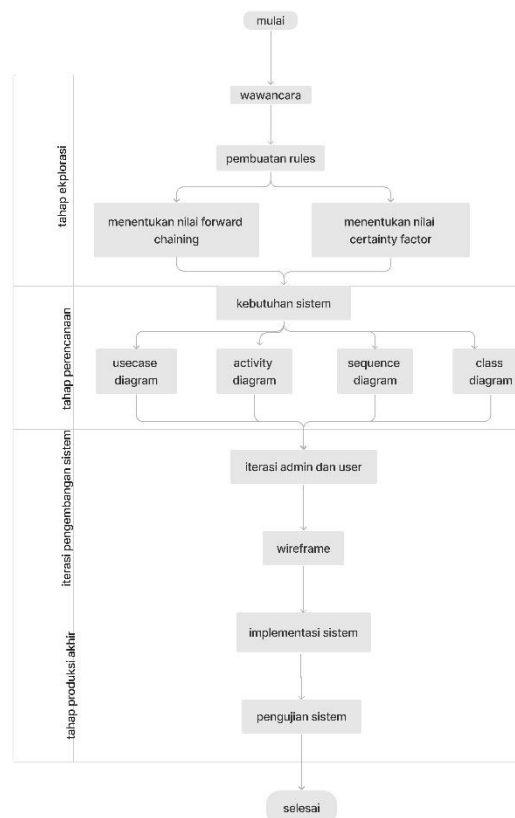 mulai
tahap ekplorasi
wawancara
pembuatan rules
menentukan nilai forward
chaining
menentukan nilai
certainty factor
tahap perencanaan
kebutuhan sistem
usecase
diagram
activity
diagram
sequence
diagram
class
diagram
iterasi pengembangan sistem
iterasi admin dan user
wireframe
tahap produksi akhir
implementasi sistem
pengujian sistem
selesai